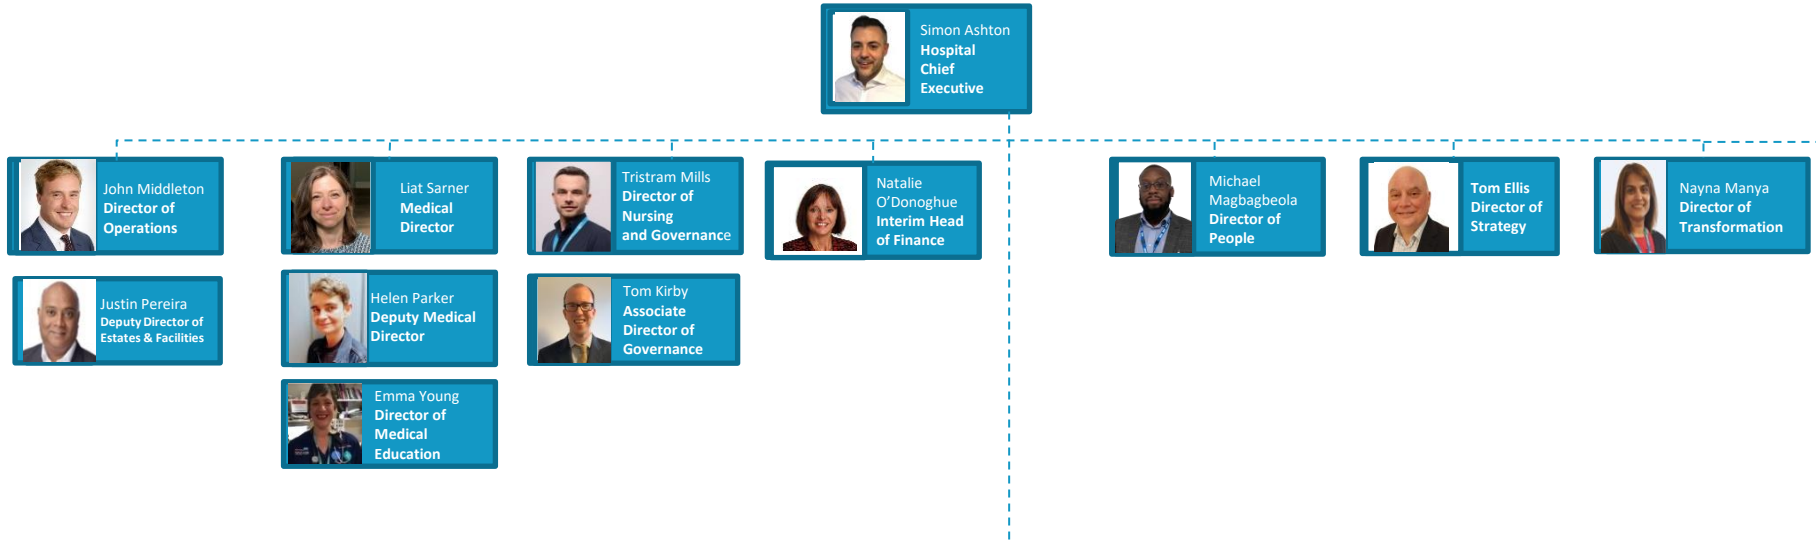 Simon Ashton
Hospital
Chief
Executive
John Middleton
Director of
Operations
Liat Sarner
Medical
Director
Tristram Mills
Director of
Nursing
and Governance
Natalie
O’Donoghue
Interim Head
of Finance
Michael
Magbagbeola
Director of
People
Tom Ellis
Director of
Strategy
Nayna Manya
Director of
Transformation
Justin Pereira
Deputy Director of
Estates & Facilities
Helen Parker
Deputy Medical
Director
Tom Kirby
Associate
Director of
Governance
Emma Young
Director of
Medical
Education